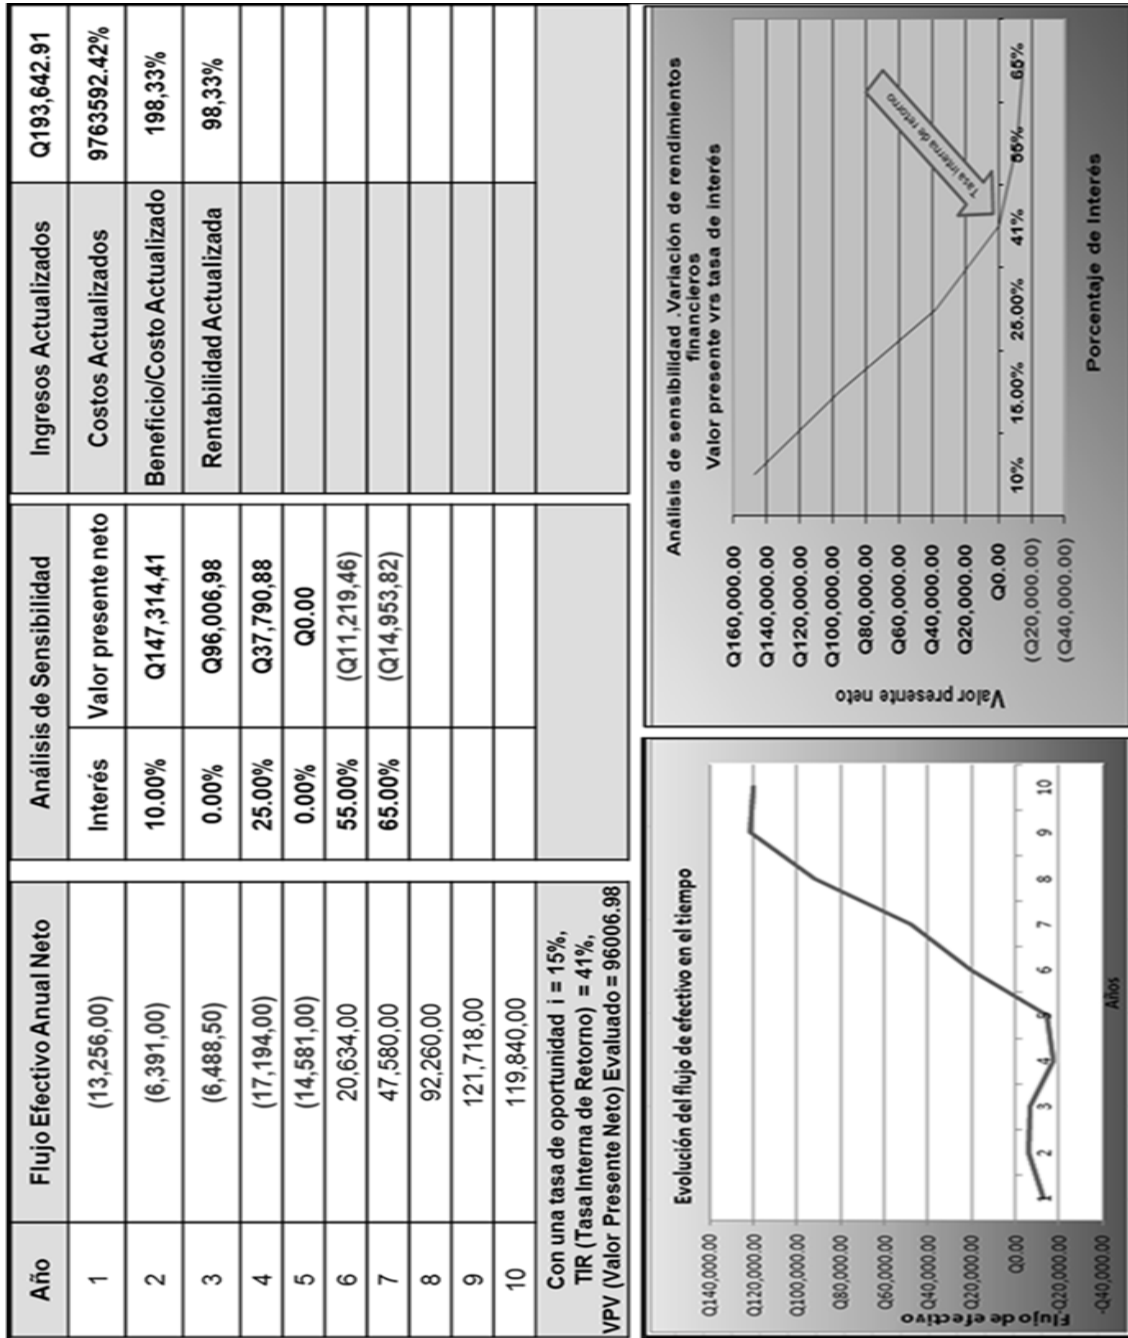 Año Flujo Efectivo Anual Neto
1 (13,256,00)
2 (6,391,00)
3 (6,488,50)
4 (17,194,00)
5 (14,581,00)
6 20,634,00
7 47,580,00
8 92,260,00
9 121,718,00
10 119,840,00
Con una tasa de oportunidad i = 15%,
TIR (Tasa Interna de Retorno) = 41%,
VPV (Valor Presente Neto) Evaluado = 96006.98
Análisis de Sensibilidad
Interés Valor presente neto
10.00% Q147,314,41
0.00% Q96,006,98
25.00% Q37,790,88
0.00% Q0.00
55.00% (Q11,219,46)
65.00% (Q14,953,82)
Ingresos Actualizados Q193,642.91
Costos Actualizados 9763592.42%
Beneficio/Costo Actualizado 198,33%
Rentabilidad Actualizada 98,33%
Evolución del flujo de efectivo en el tiempo
Flujo de efectivo
Q140,000.00
Q120,000.00
Q100,000.00
Q80,000.00
Q60,000.00
Q40,000.00
Q20,000.00
Q.00
-Q20,000.00
-Q40,000.00
1 2 3 4 5 6 7 8 9 10
Años
Análisis de sensibilidad .Variación de rendimientos
financieros
Valor presente vrs tasa de interés
Valor presente neto
Q160,000.00
Q140,000.00
Q120,000.00
Q100,000.00
Q80,000.00
Q60,000.00
Q40,000.00
Q20,000.00
Q0.00
(Q20,000.00)
(Q40,000.00)
10% 15.00% 25.00% 41% 55% 65%
Tasa interna de retorno
Porcentaje de Interés